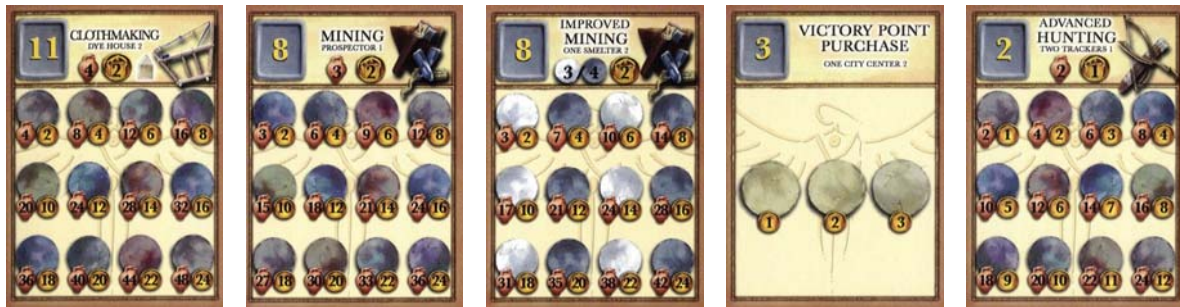 11
CLOTHMAKING
DYE HOUSE 2
4 2
4 2 8 4 12 6 16 8
20 10 24 12 28 14 32 16
36 18 40 20 44 22 48 24
8
MINING
PROSPECTOR 1
3 2
3 2 6 4 9 6 12 8
15 10 18 12 21 14 24 16
27 18 30 20 33 22 36 24
8
IMPROVED
MINING
ONE SMELTER 2
3 4 2
3 2 7 4 10 6 14 8
17 10 21 12 24 14 28 16
31 18 35 20 38 22 42 24
3
VICTORY POINT
PURCHASE
ONE CITY CENTER 2
1 2 3
2
ADVANCED
HUNTING
TWO TRACKERS 1
2 1
2 1 4 2 6 3 8 4
10 5 12 6 14 7 16 8
18 9 20 10 22 11 24 12